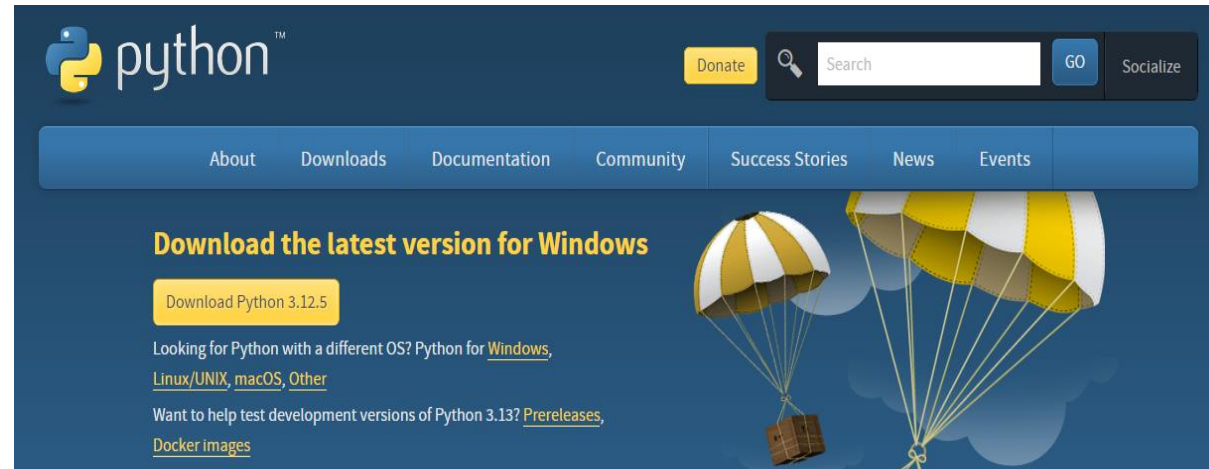 python™
Donate
Search
GO
Socialize
About Downloads Documentation Community Success Stories News Events
Download the latest version for Windows
Download Python 3.12.5
Looking for Python with a different OS? Python for Windows,
Linux/UNIX, macOS, Other
Want to help test development versions of Python 3.13? Prereleases,
Docker images